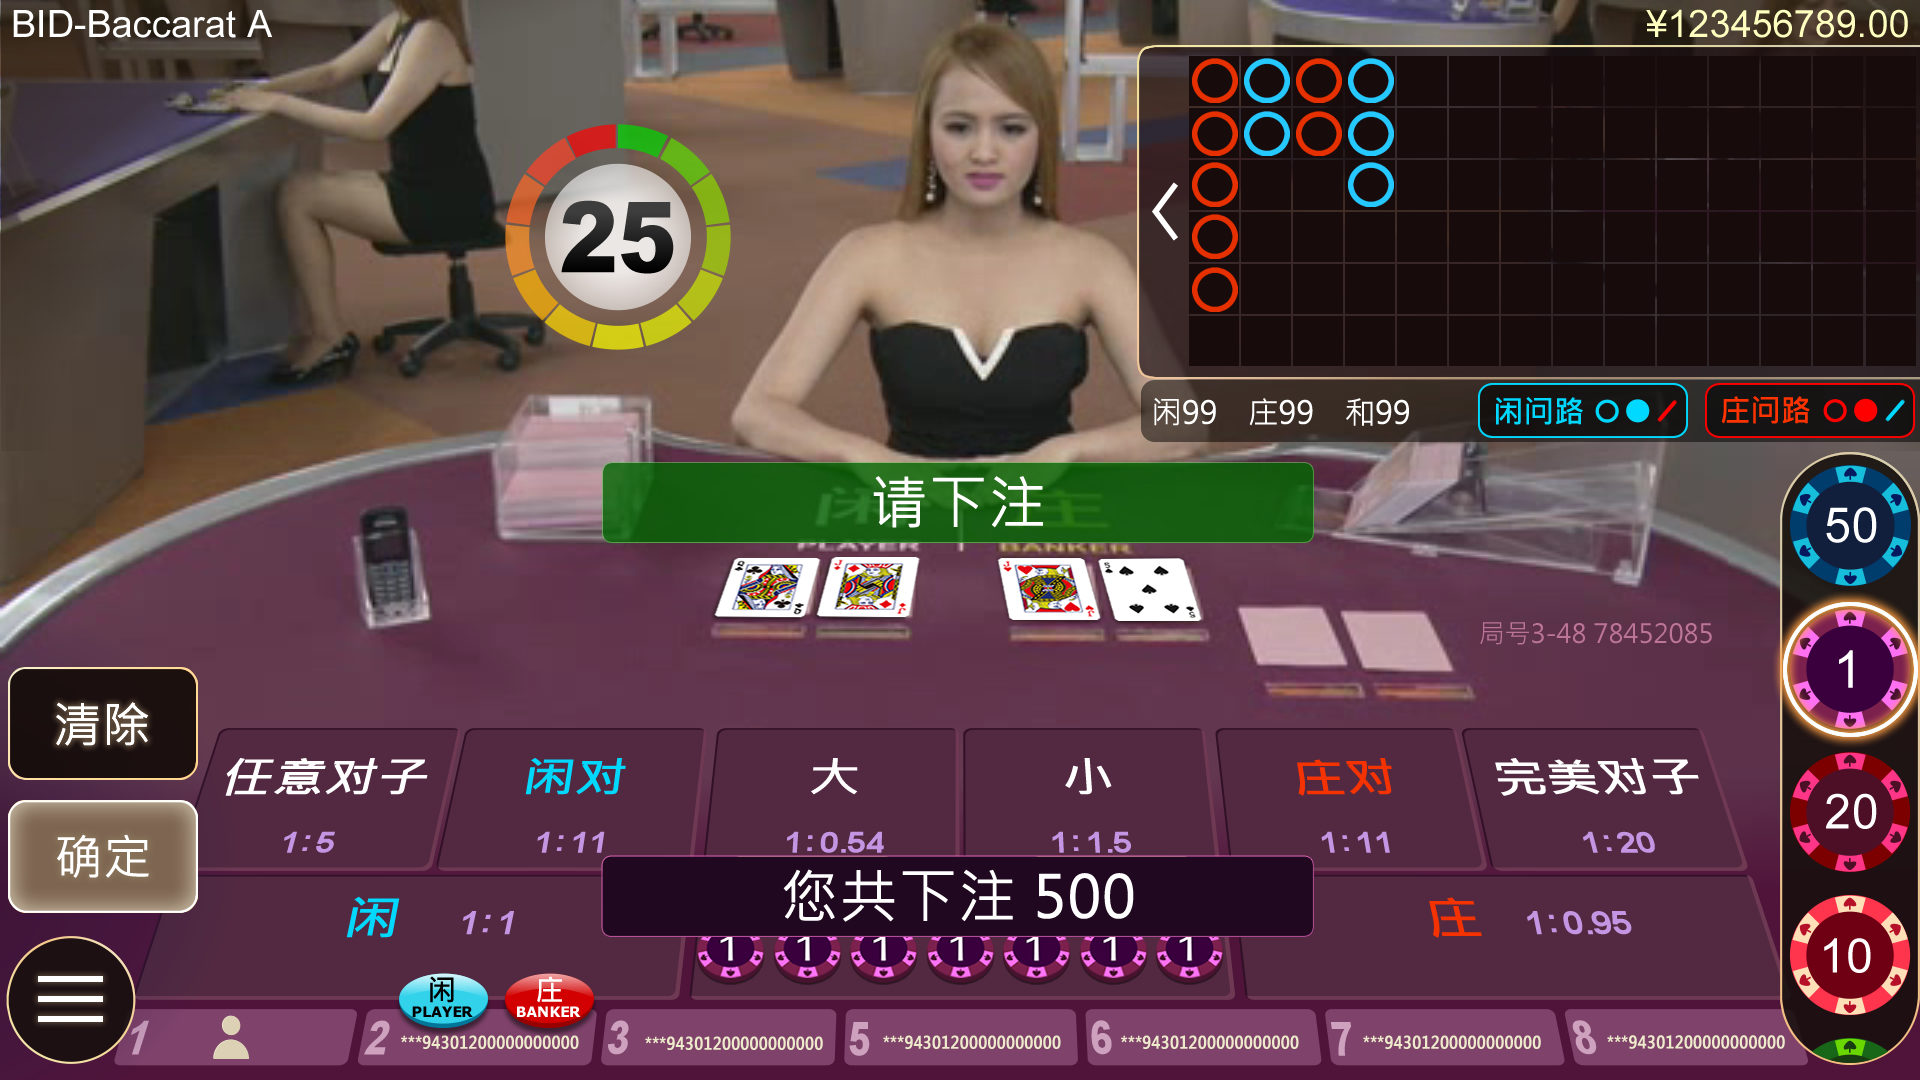 BID-Baccarat A
¥123456789.00
25
闲99 庄99 和99 闲问路 庄问路
请下注
PLAYER BANKER
局号3-48 78452085
50
1
20
10
清除
确定
任意对子 闲对 大 小 庄对 完美对子
1:5 1:11 1:0.54 1:1.5 1:11 1:20
您共下注 500
闲 1:1 庄 1:0.95
1 1 1 1 1 1 1
闲 PLAYER 庄 BANKER
1 2 ***94301200000000000 3 ***94301200000000000 5 ***94301200000000000 6 ***94301200000000000 7 ***94301200000000000 8 ***94301200000000000